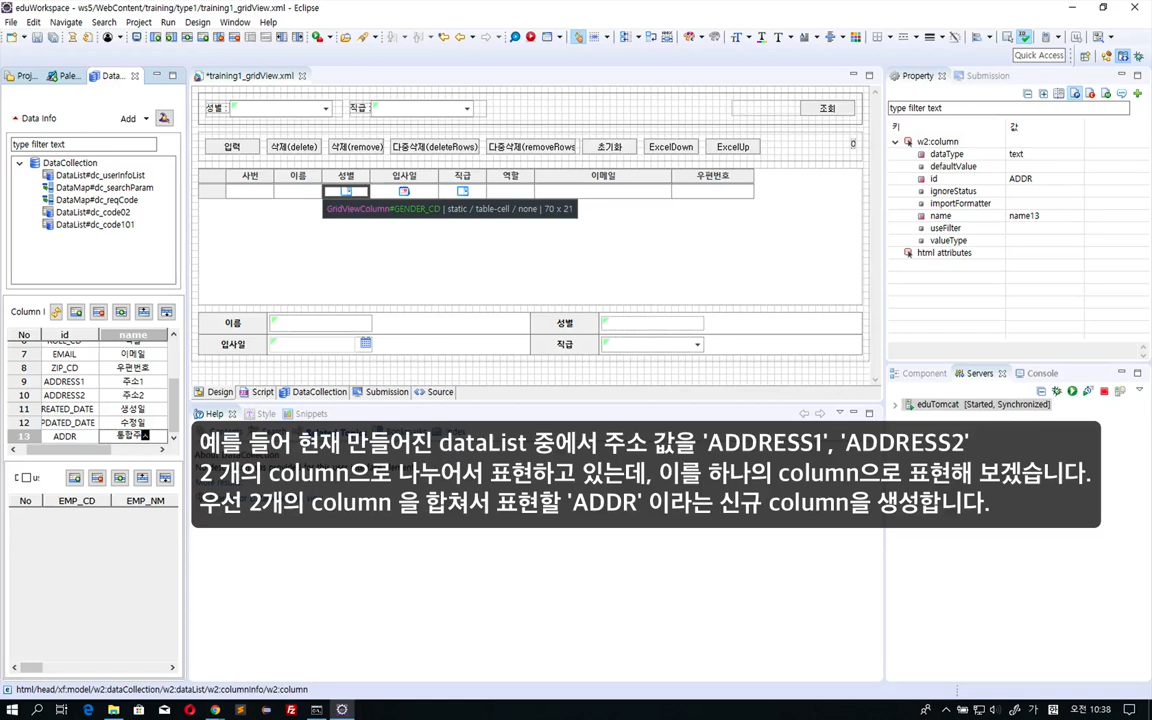 eduWorkspace - ws5/WebContent/training/type1/training1_gridView.xml - Eclipse
File Edit Navigate Search Project Run Design Window Help
Quick Access
Proj... Pale... Data...
*training1_gridView.xml
Property Submission
Data Info Add
type filter text
DataCollection
DataList#dc_userInfoList
DataMap#dc_searchParam
DataMap#dc_reqCode
DataList#dc_code02
DataList#dc_code101
Column I
No id name
7 EMAIL 이메일
8 ZIP_CD 우편번호
9 ADDRESS1 주소1
10 ADDRESS2 주소2
11 REATED_DATE 생성일
12 PDATED_DATE 수정일
13 ADDR 통합주ㅅ
No EMP_CD EMP_NM
성별 직급 조회
입력 삭제(delete) 삭제(remove) 다중삭제(deleteRows) 다중삭제(removeRows) 초기화 ExcelDown ExcelUp 0
사번 이름 성별 입사일 직급 역할 이메일 우편번호
GridViewColumn#GENDER_CD | static / table-cell / none | 70 x 21
이름 성별
입사일 직급
Design Script DataCollection Submission Source
Help Style Snippets
예를 들어 현재 만들어진 dataList 중에서 주소 값을 'ADDRESS1', 'ADDRESS2'
2개의 column으로 나누어서 표현하고 있는데, 이를 하나의 column으로 표현해 보겠습니다.
우선 2개의 column 을 합쳐서 표현할 'ADDR' 이라는 신규 column을 생성합니다.
type filter text
키 값
w2:column
dataType text
defaultValue
id ADDR
ignoreStatus
importFormatter
name name13
useFilter
valueType
html attributes
Component Servers Console
eduTomcat [Started, Synchronized]
html/head/xf:model/w2:dataCollection/w2:dataList/w2:columnInfo/w2:column
가 오전 10:38